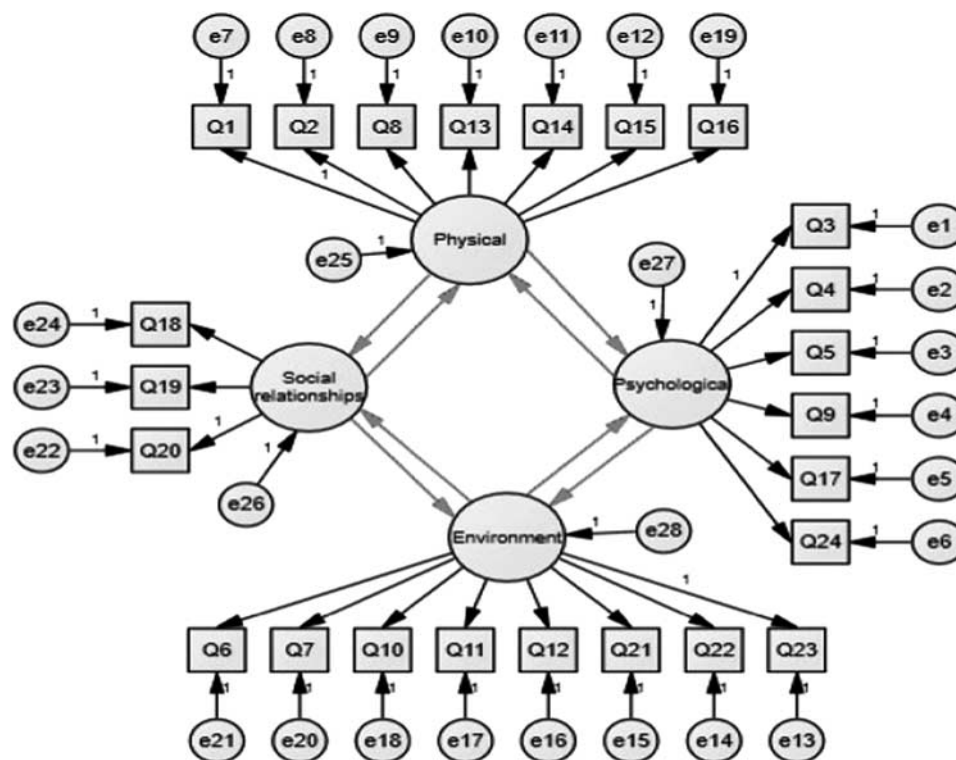 e7 e8 e9 e10 e11 e12 e19
1 1 1 1 1 1 1
Q1 Q2 Q8 Q13 Q14 Q15 Q16
1
Physical
1
e25
Q3 1 e1
1
e27
1
Q4 1 e2
Q5 1 e3
Psychological
Q9 1 e4
Q17 1 e5
Q24 1 e6
e24 1 Q18
e23 1 Q19
Social
relationships
e22 1 Q20
1
1
e26
Environment
1
e28
1
Q6 Q7 Q10 Q11 Q12 Q21 Q22 Q23
1 1 1 1 1 1 1 1
e21 e20 e18 e17 e16 e15 e14 e13